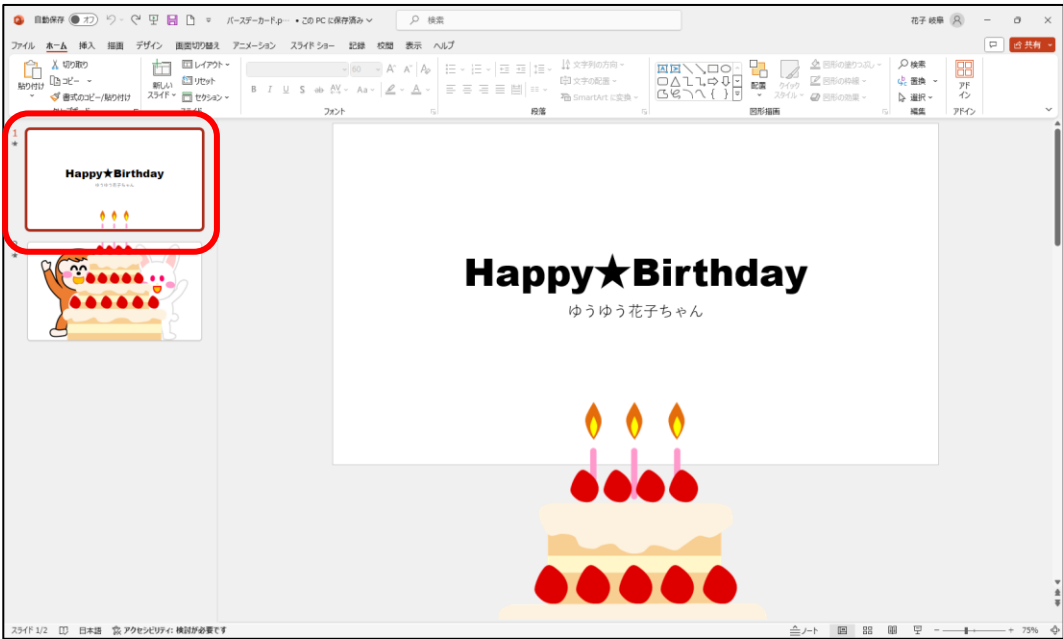 自動保存 オフ バースデーカード.p… • この PC に保存済み 検索 花子 岐阜
ファイル ホーム 挿入 描画 デザイン 画面切り替え アニメーション スライド ショー 記録 校閲 表示 ヘルプ 共有
切り取り
コピー
書式のコピー/貼り付け
貼り付け
新しい
スライド
レイアウト
リセット
セクション
60
B I U S ab AV Aa A
フォント
文字列の方向
文字の配置
SmartArt に変換
段落
配置
クイック
スタイル
図形の塗りつぶし
図形の枠線
図形の効果
図形描画
検索
置換
選択
編集
アド
イン
アドイン
1
Happy★Birthday
ゆうゆう花子ちゃん
Happy★Birthday
ゆうゆう花子ちゃん
スライド 1/2 日本語 アクセシビリティ: 検討が必要です ノート 75%